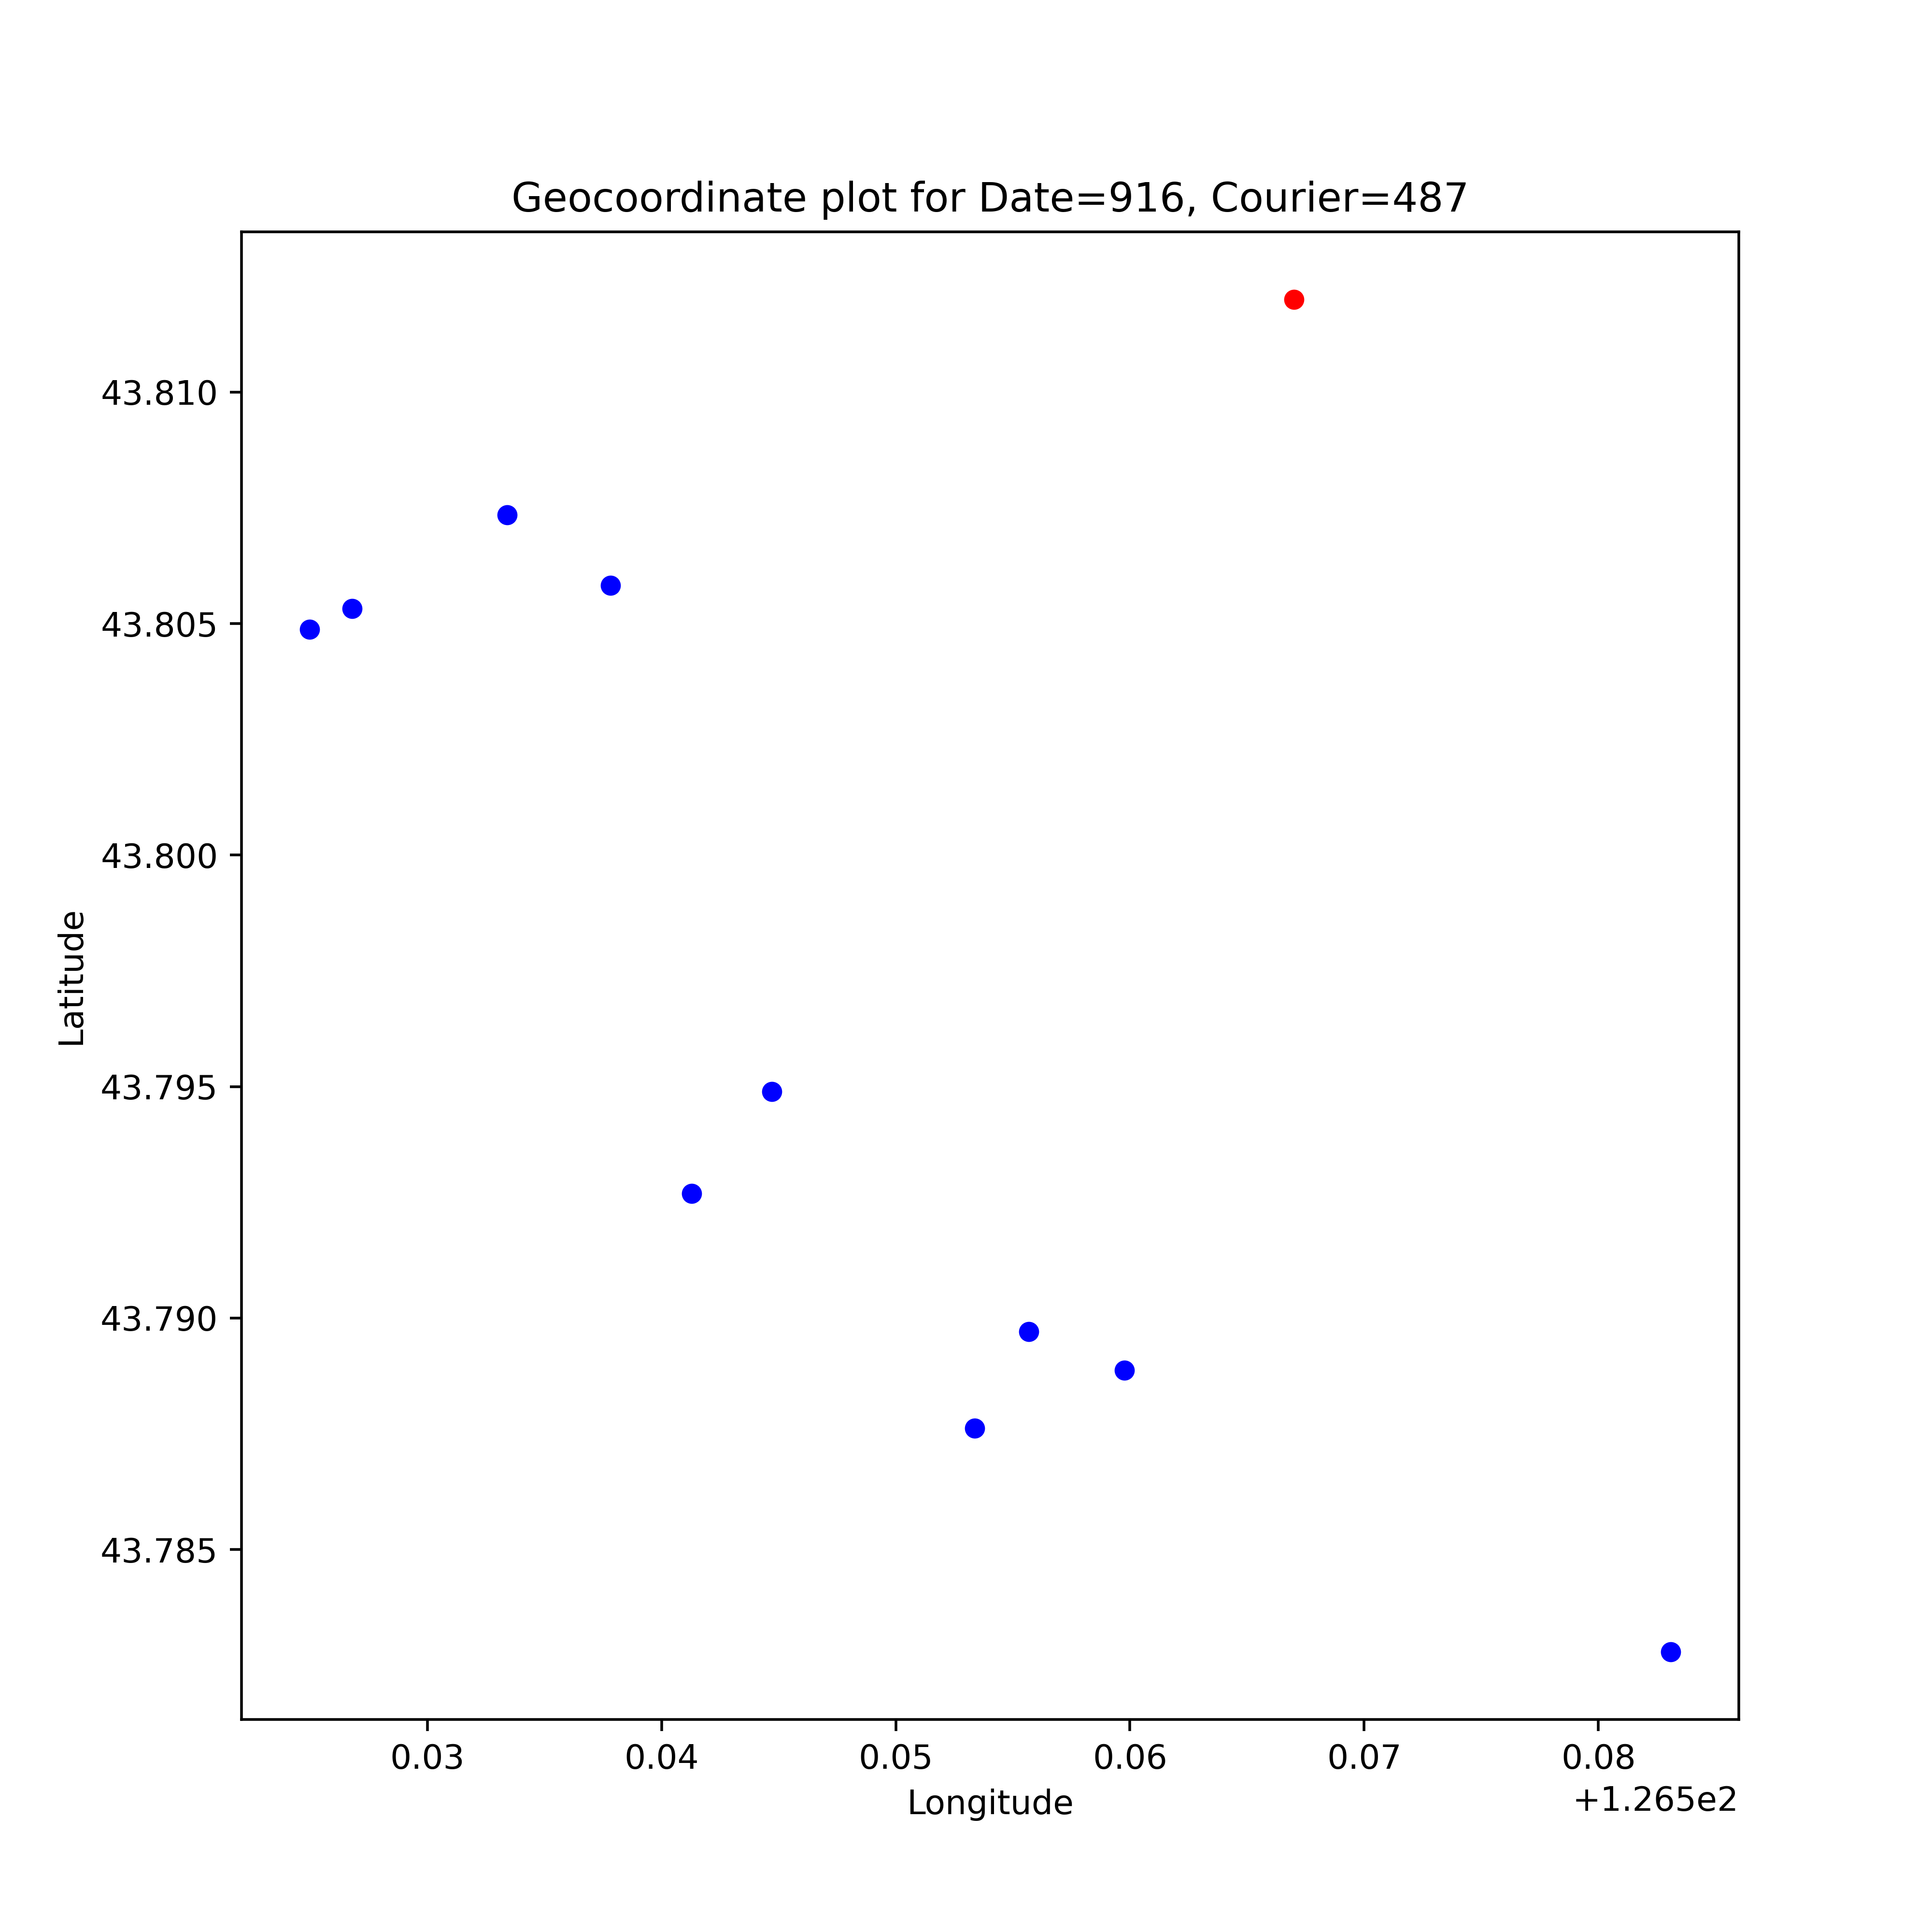 Geocoordinate plot for Date=916, Courier=487
43.810
43.805
43.800
43.795
43.790
43.785
Latitude
0.03 0.04 0.05 0.06 0.07 0.08
+1.265e2
Longitude